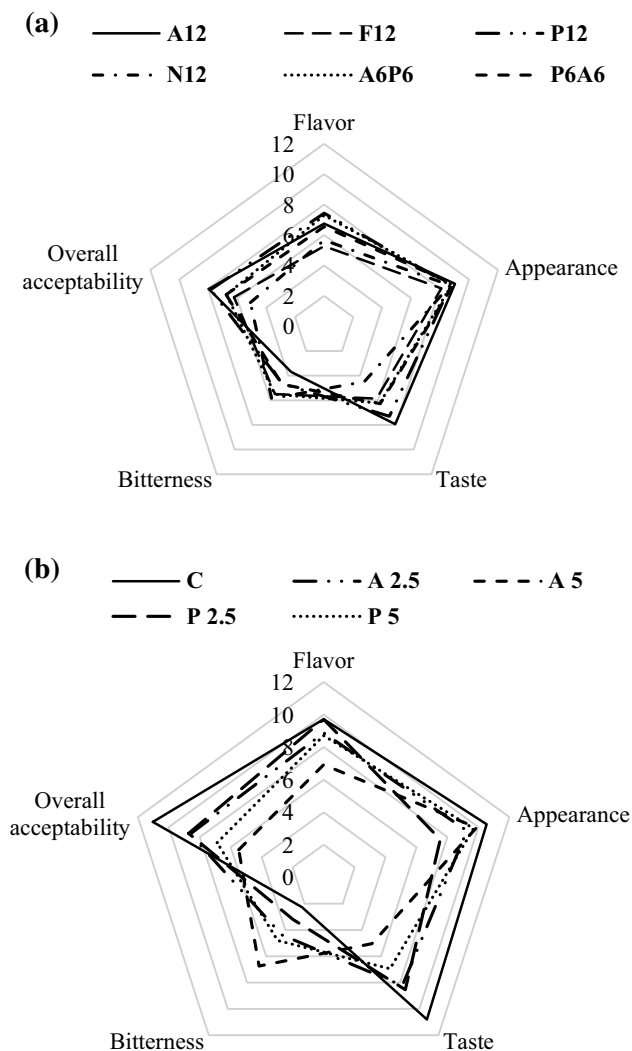 (a)
A12 F12 P12
N12 A6P6 P6A6
Flavor
12
10
8
6
4
2
0
Overall
acceptability
Appearance
Bitterness
Taste
(b)
C A 2.5 A 5
P 2.5 P 5
Flavor
12
10
8
6
4
2
0
Overall
acceptability
Appearance
Bitterness
Taste